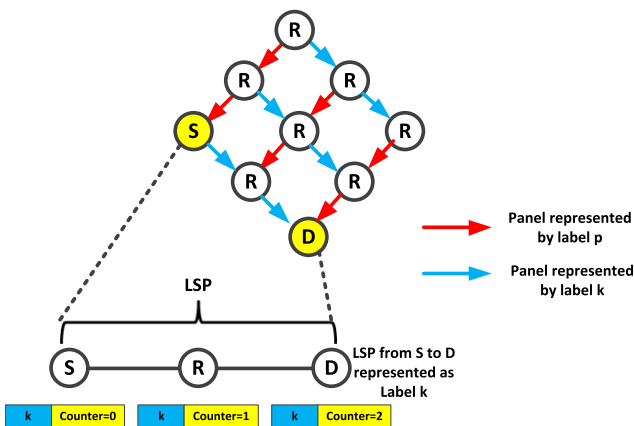 R
R
R
S
R
R
R
R
D
Panel represented
by label p
Panel represented
by label k
LSP
S
R
D
LSP from S to D
represented as
Label k
k Counter=0
k Counter=1
k Counter=2